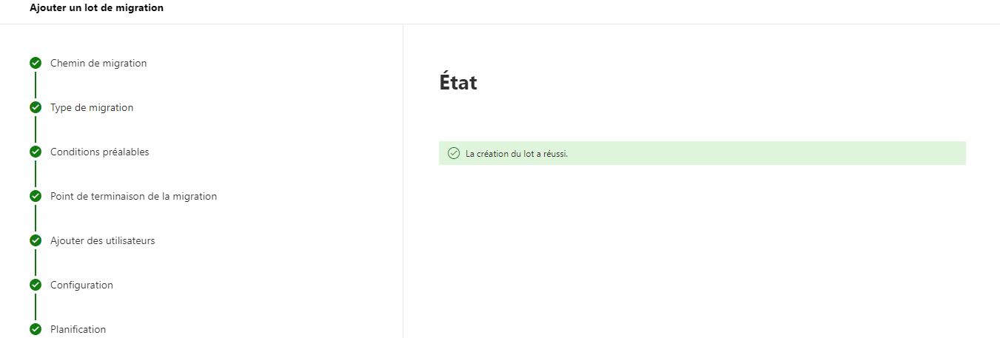 Ajouter un lot de migration
Chemin de migration
Type de migration
Conditions préalables
Point de terminaison de la migration
Ajouter des utilisateurs
Configuration
Planification
État
La création du lot a réussi.